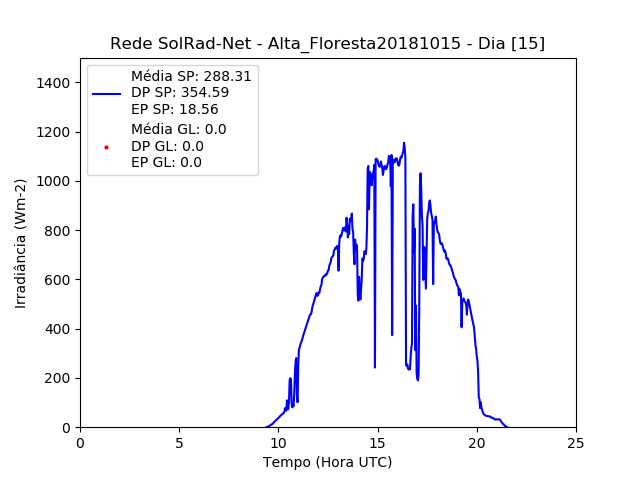 Rede SolRad-Net - Alta_Floresta20181015 - Dia [15]
Média SP: 288.31
DP SP: 354.59
EP SP: 18.56
Média GL: 0.0
DP GL: 0.0
EP GL: 0.0
1400
1200
1000
800
600
400
200
0
Irradiância (Wm-2)
0 5 10 15 20 25
Tempo (Hora UTC)